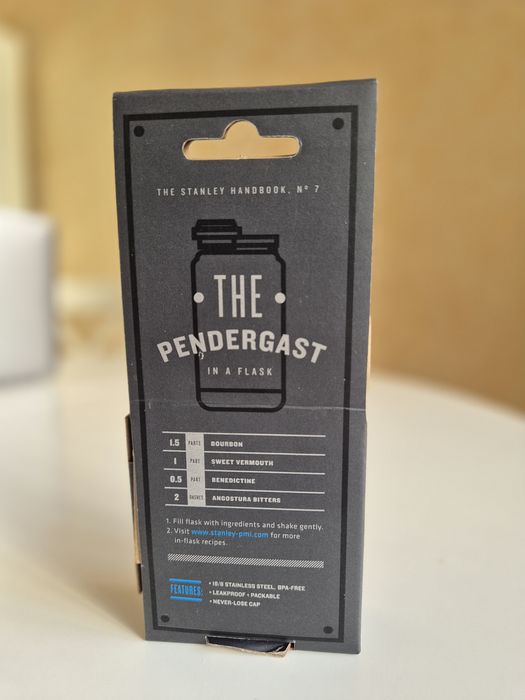 THE STANLEY HANDBOOK, Nº 7
THE
PENDERGAST
IN A FLASK
1.5 PARTS BOURBON
1 PART SWEET VERMOUTH
0.5 PART BENEDICTINE
2 DASHES ANGOSTURA BITTERS
1. Fill flask with ingredients and shake gently.
2. Visit www.stanley-pmi.com for more
in-flask recipes.
FEATURES:
• 18/8 STAINLESS STEEL, BPA-FREE
• LEAKPROOF • PACKABLE
• NEVER-LOSE CAP